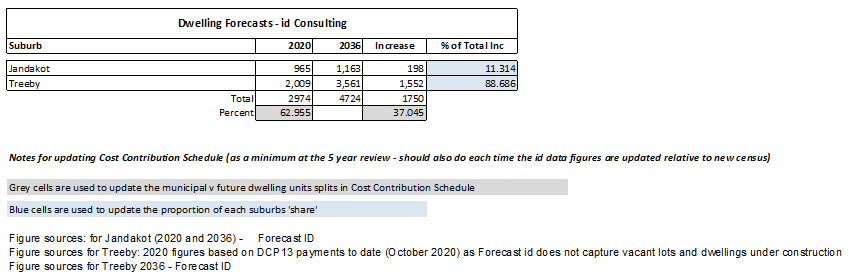 Dwelling Forecasts - id Consulting
Suburb 2020 2036 Increase % of Total Inc
Jandakot 965 1,163 198 11.314
Treeby 2,009 3,561 1,552 88.686
Total 2974 4724 1750
Percent 62.955 37.045
Notes for updating Cost Contribution Schedule (as a minimum at the 5 year review - should also do each time the id data figures are updated relative to new census)
Grey cells are used to update the municipal v future dwelling units splits in Cost Contribution Schedule
Blue cells are used to update the proportion of each suburbs 'share'
Figure sources: for Jandakot (2020 and 2036) - Forecast ID
Figure sources for Treeby: 2020 figures based on DCP13 payments to date (October 2020) as Forecast id does not capture vacant lots and dwellings under construction
Figure sources for Treeby 2036 - Forecast ID